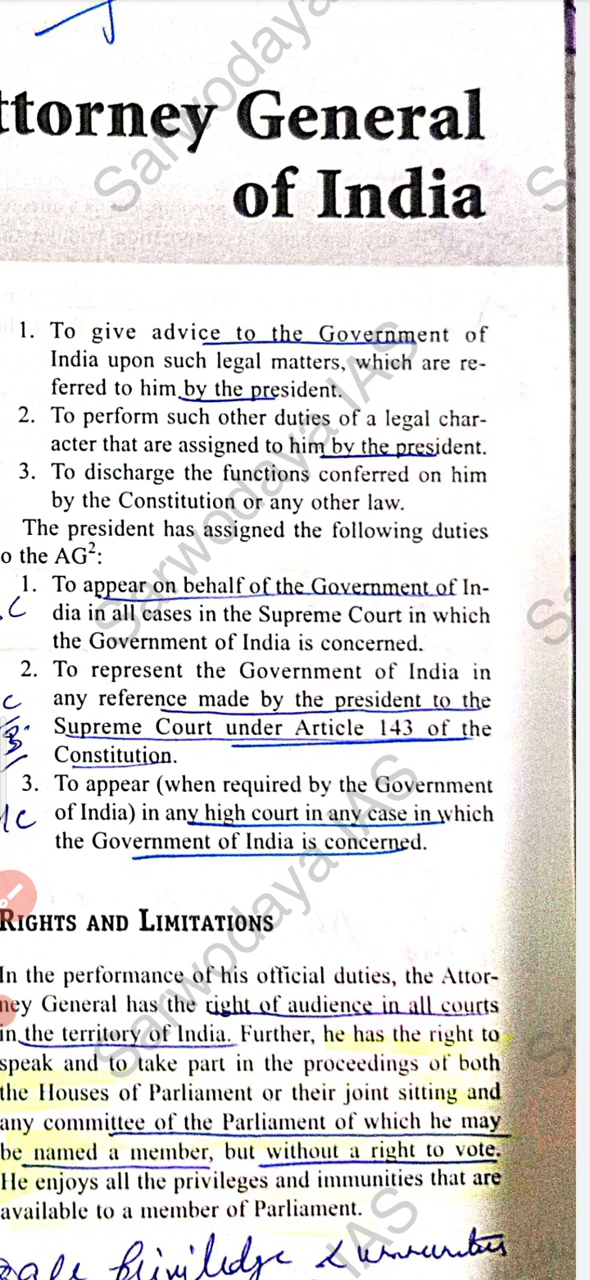 ttorney General
of India
1. To give advice to the Government of
India upon such legal matters, which are re-
ferred to him by the president.
2. To perform such other duties of a legal char-
acter that are assigned to him by the president.
3. To discharge the functions conferred on him
by the Constitution or any other law.
The president has assigned the following duties
o the AG²:
1. To appear on behalf of the Government of In-
dia in all cases in the Supreme Court in which
the Government of India is concerned.
2. To represent the Government of India in
any reference made by the president to the
Supreme Court under Article 143 of the
Constitution.
3. To appear (when required by the Government
of India) in any high court in any case in which
the Government of India is concerned.
RIGHTS AND LIMITATIONS
In the performance of his official duties, the Attor-
ney General has the right of audience in all courts
in the territory of India. Further, he has the right to
speak and to take part in the proceedings of both
the Houses of Parliament or their joint sitting and
any committee of the Parliament of which he may
be named a member, but without a right to vote.
He enjoys all the privileges and immunities that are
available to a member of Parliament.
Sarwodaya IAS
Sarwodaya IAS
Sarwodaya IAS